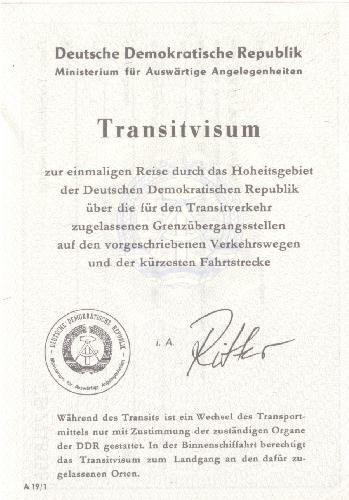 Deutsche Demokratische Republik
Ministerium für Auswärtige Angelegenheiten
Transitvisum
zur einmaligen Reise durch das Hoheitsgebiet
der Deutschen Demokratischen Republik
über die für den Transitverkehr
zugelassenen Grenzübergangsstellen
auf den vorgeschriebenen Verkehrswegen
und der kürzesten Fahrtstrecke
DEUTSCHE DEMOKRATISCHE REPUBLIK
Ministerium für Auswärtige Angelegenheiten
i. A. Ritter
Während des Transits ist ein Wechsel des Transport-
mittels nur mit Zustimmung der zuständigen Organe
der DDR gestattet. In der Binnenschiffahrt berechtigt
das Transitvisum zum Landgang an den dafür zu-
gelassenen Orten.
A 19/1